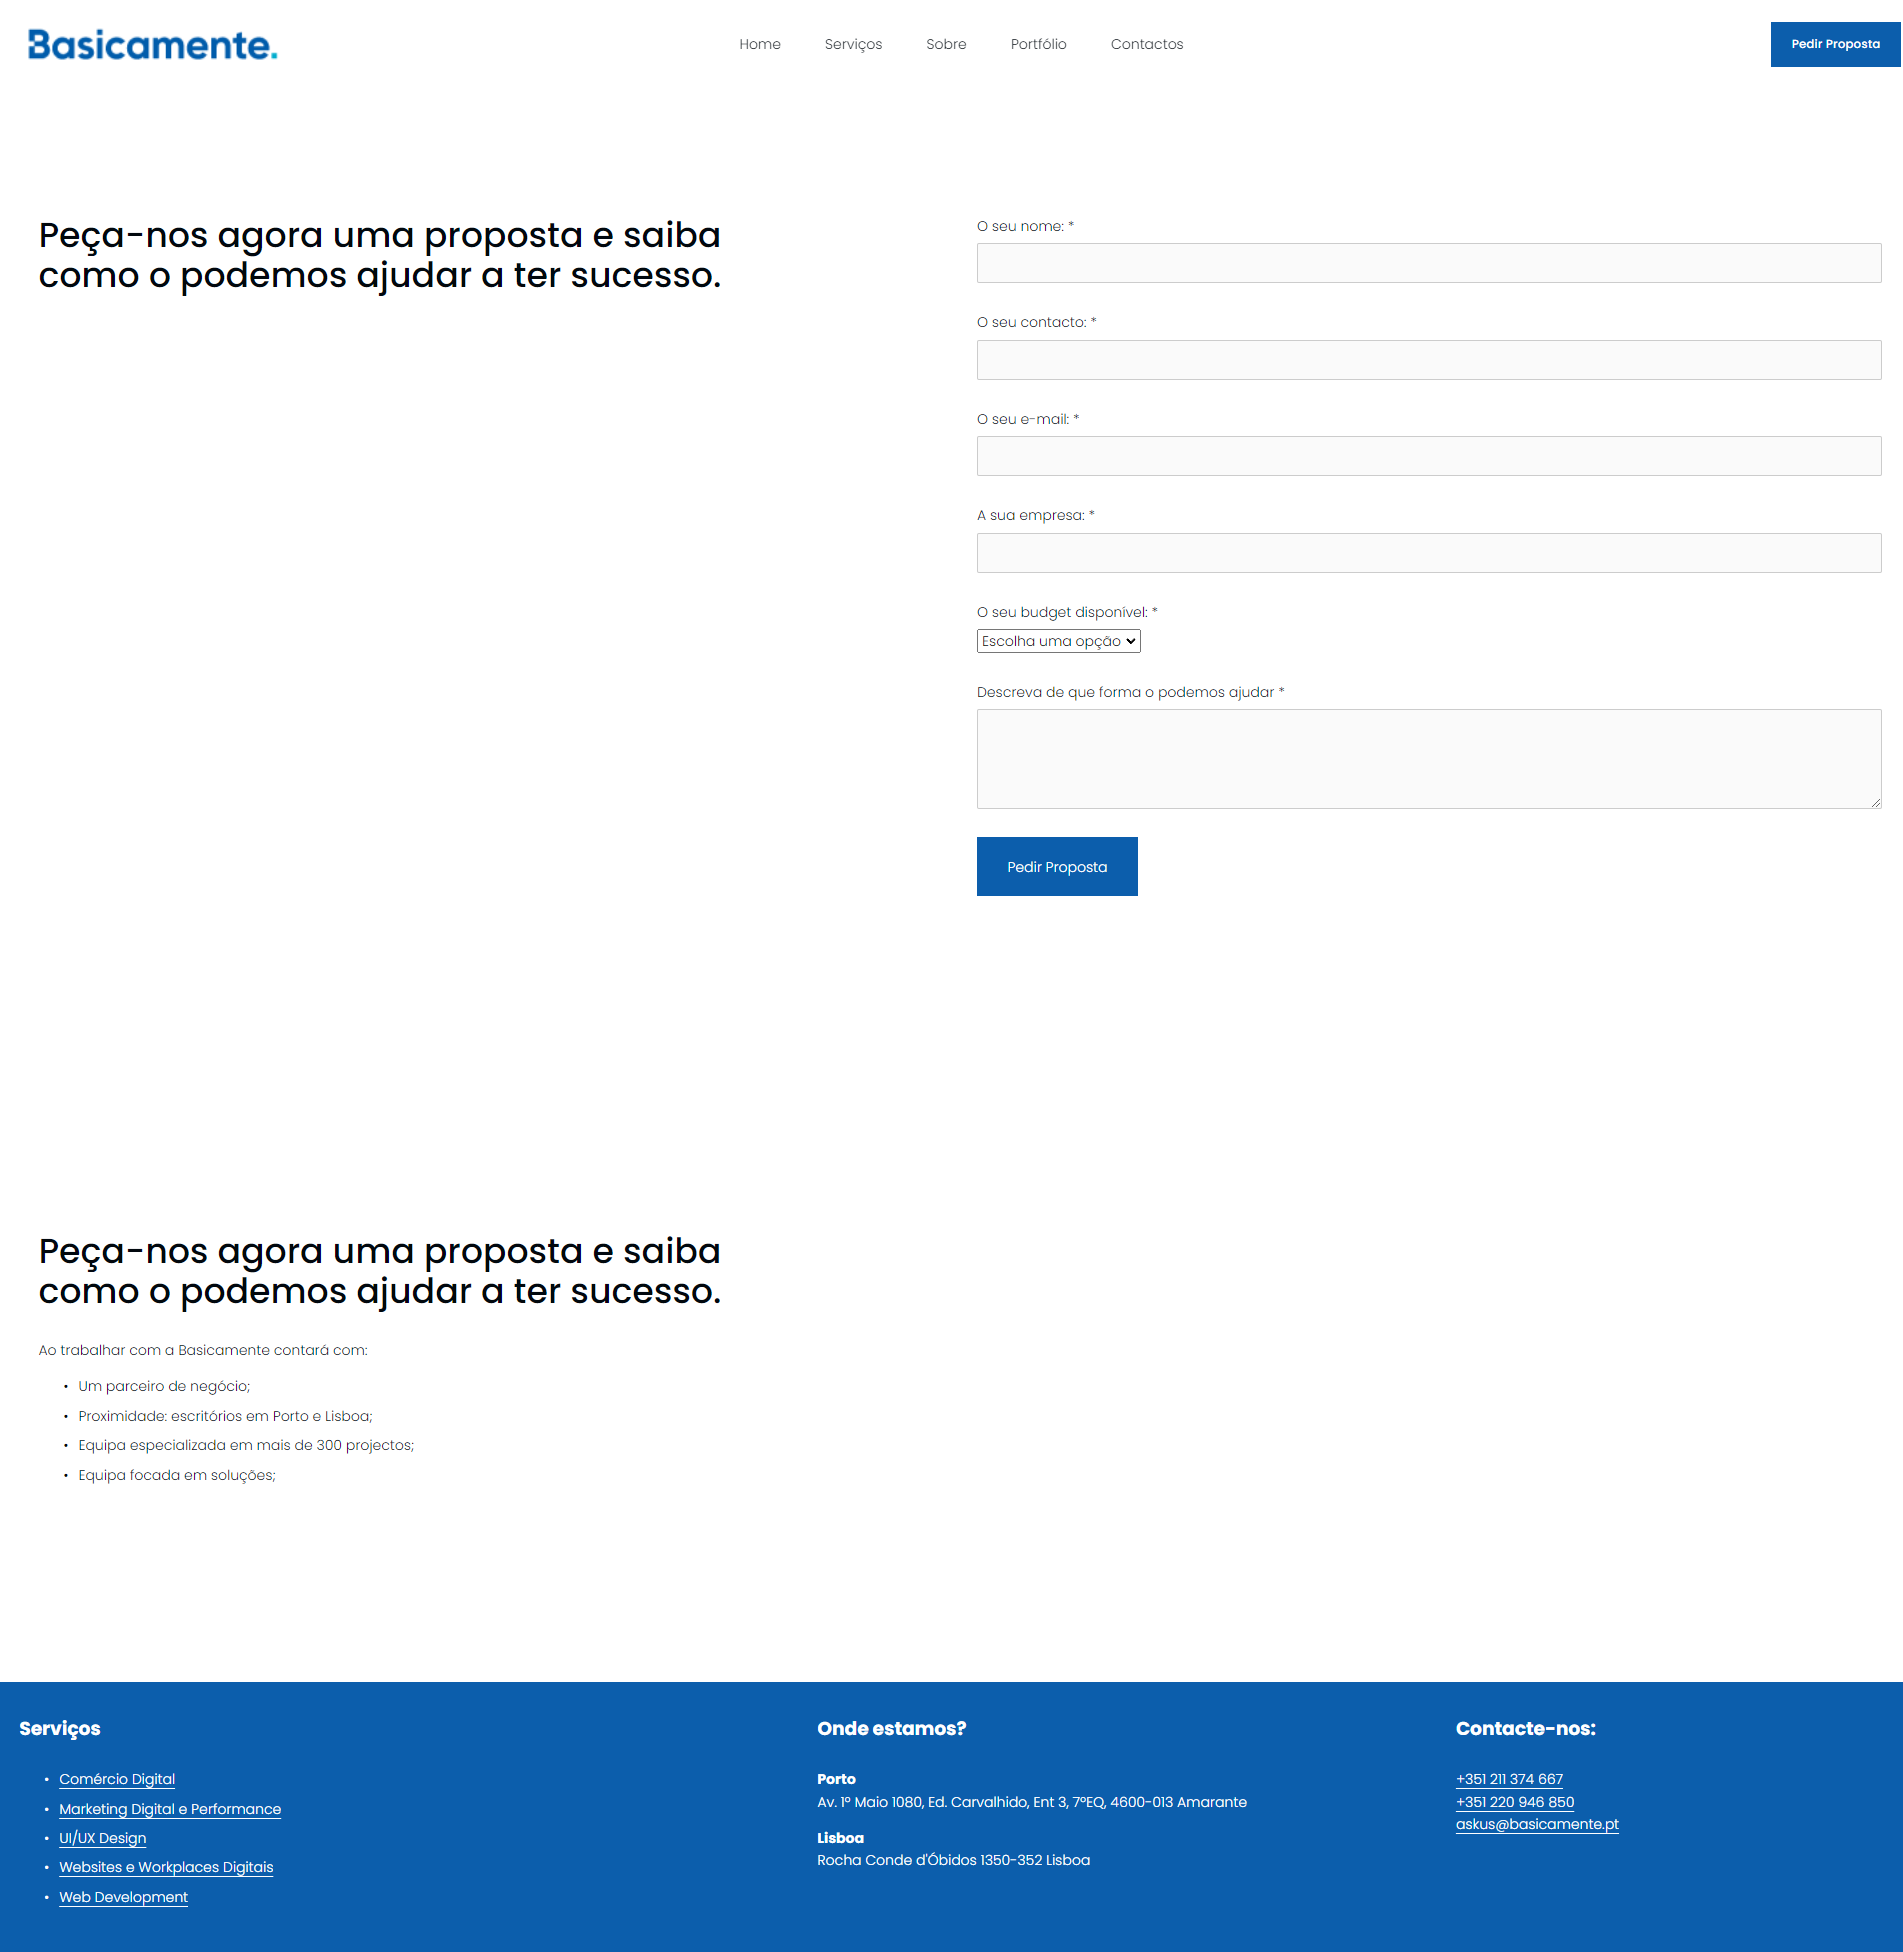 Basicamente.
Home
Serviços
Sobre
Portfólio
Contactos
Pedir Proposta
Peça-nos agora uma proposta e saiba
como o podemos ajudar a ter sucesso.
O seu nome: *
O seu contacto: *
O seu e-mail: *
A sua empresa: *
O seu budget disponível: *
Escolha uma opção
Descreva de que forma o podemos ajudar *
Pedir Proposta
Peça-nos agora uma proposta e saiba
como o podemos ajudar a ter sucesso.
Ao trabalhar com a Basicamente contará com:
• Um parceiro de negócio;
• Proximidade: escritórios em Porto e Lisboa;
• Equipa especializada em mais de 300 projectos;
• Equipa focada em soluções;
Serviços
• Comércio Digital
• Marketing Digital e Performance
• UI/UX Design
• Websites e Workplaces Digitais
• Web Development
Onde estamos?
Porto
Av. 1º Maio 1080, Ed. Carvalhido, Ent 3, 7ºEQ, 4600-013 Amarante
Lisboa
Rocha Conde d'Óbidos 1350-352 Lisboa
Contacte-nos:
+351 211 374 667
+351 220 946 850
askus@basicamente.pt